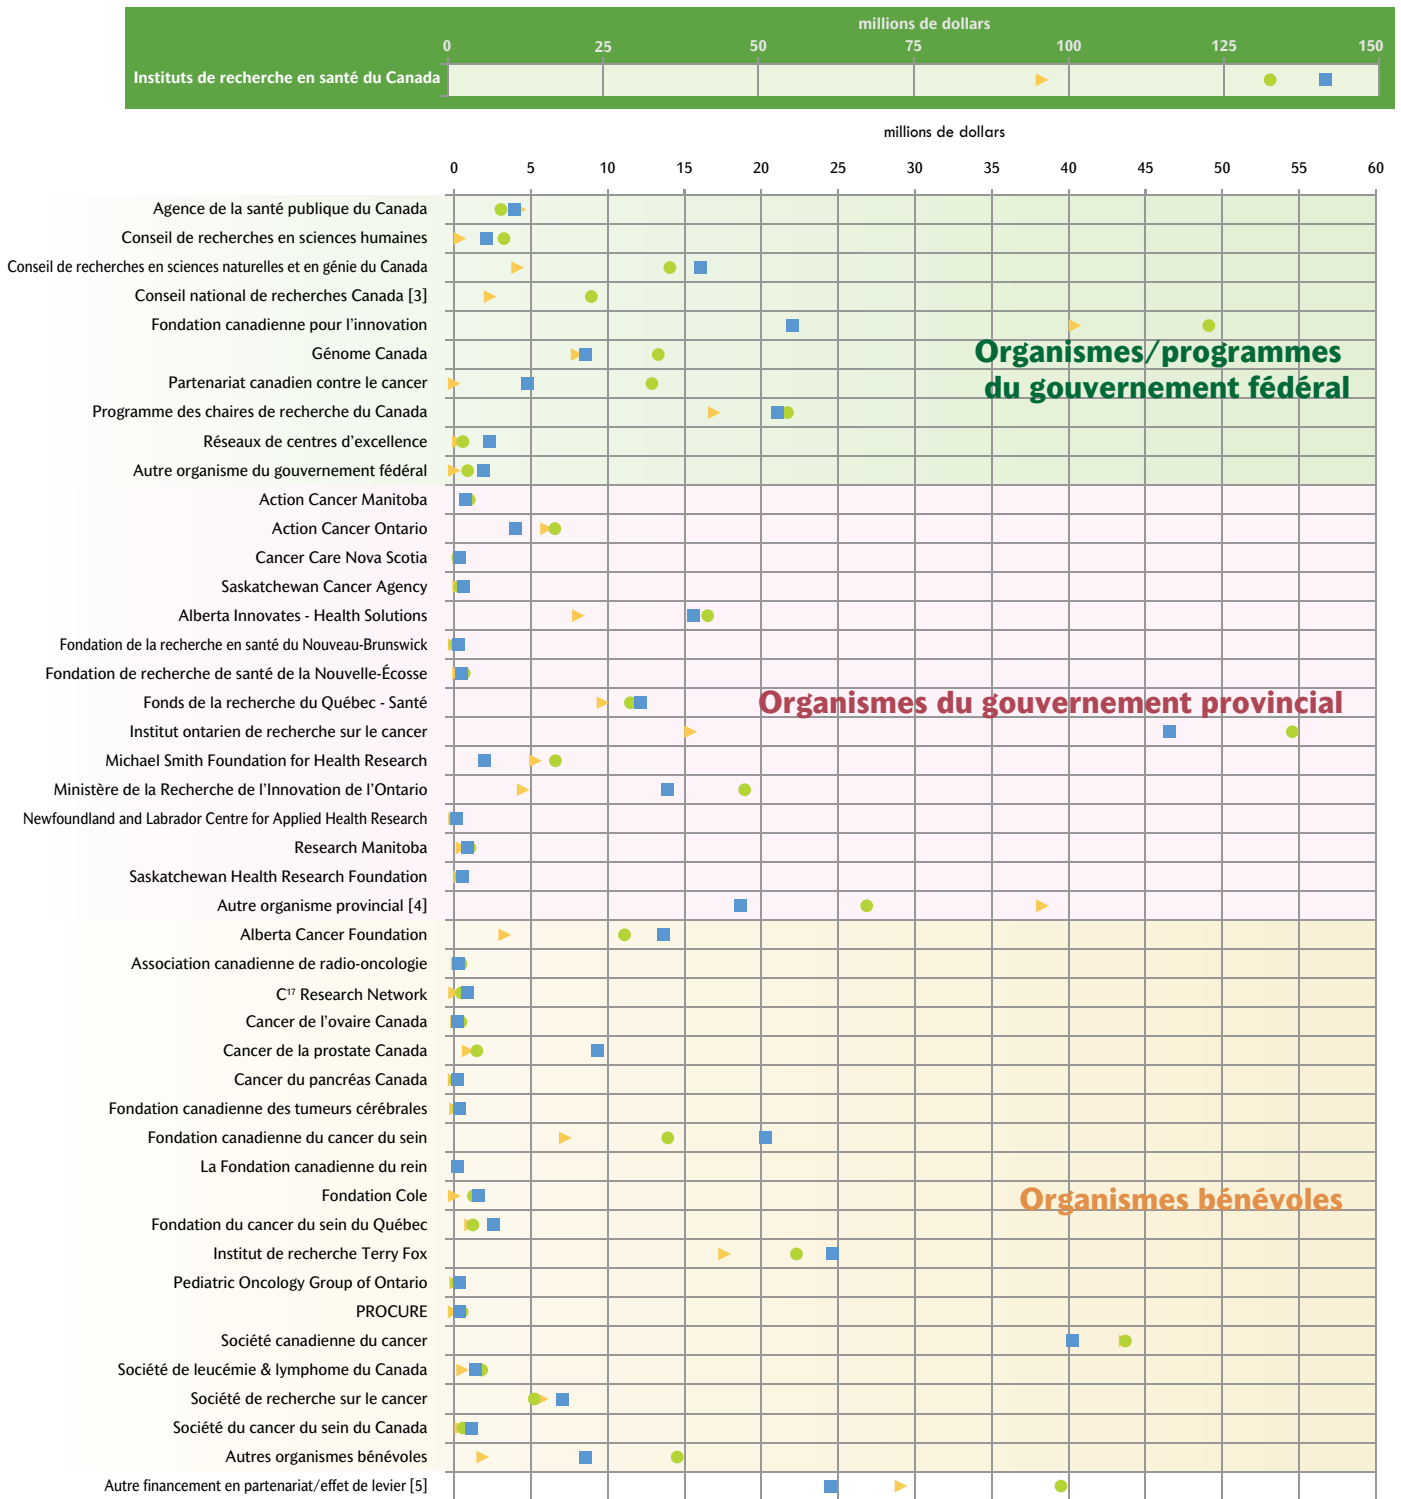 millions de dollars
0 25 50 75 100 125 150
Instituts de recherche en santé du Canada
millions de dollars
0 5 10 15 20 25 30 35 40 45 50 55 60
Agence de la santé publique du Canada
Conseil de recherches en sciences humaines
Conseil de recherches en sciences naturelles et en génie du Canada
Conseil national de recherches Canada [3]
Fondation canadienne pour l'innovation
Génome Canada
Organismes/programmes
Partenariat canadien contre le cancer
du gouvernement fédéral
Programme des chaires de recherche du Canada
Réseaux de centres d'excellence
Autre organisme du gouvernement fédéral
Action Cancer Manitoba
Action Cancer Ontario
Cancer Care Nova Scotia
Saskatchewan Cancer Agency
Alberta Innovates - Health Solutions
Fondation de la recherche en santé du Nouveau-Brunswick
Fondation de recherche de santé de la Nouvelle-Écosse
Fonds de la recherche du Québec - Santé
Organismes du gouvernement provincial
Institut ontarien de recherche sur le cancer
Michael Smith Foundation for Health Research
Ministère de la Recherche de l'Innovation de l'Ontario
Newfoundland and Labrador Centre for Applied Health Research
Research Manitoba
Saskatchewan Health Research Foundation
Autre organisme provincial [4]
Alberta Cancer Foundation
Association canadienne de radio-oncologie
C¹⁷ Research Network
Cancer de l'ovaire Canada
Cancer de la prostate Canada
Cancer du pancréas Canada
Fondation canadienne des tumeurs cérébrales
Fondation canadienne du cancer du sein
La Fondation canadienne du rein
Fondation Cole
Organismes bénévoles
Fondation du cancer du sein du Québec
Institut de recherche Terry Fox
Pediatric Oncology Group of Ontario
PROCURE
Société canadienne du cancer
Société de leucémie & lymphome du Canada
Société de recherche sur le cancer
Société du cancer du sein du Canada
Autres organismes bénévoles
Autre financement en partenariat/effet de levier [5]